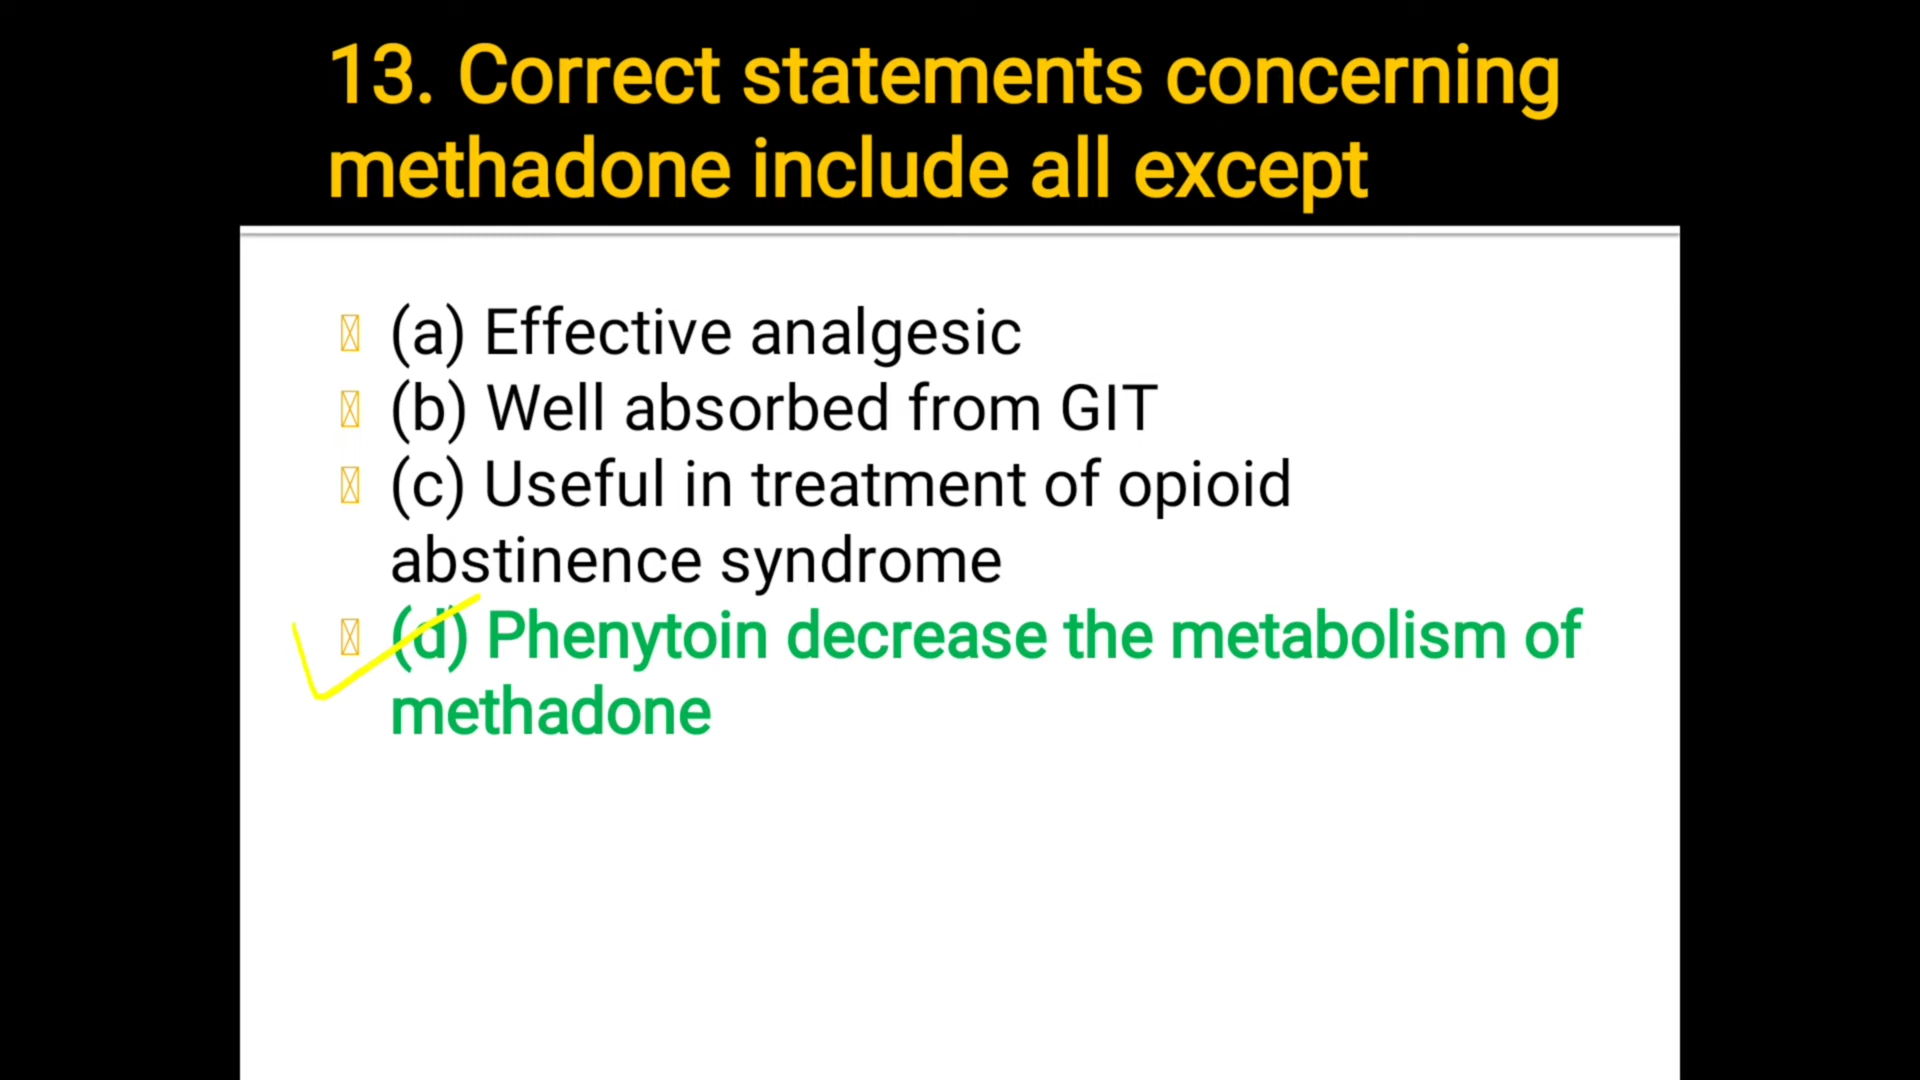 13. Correct statements concerning
methadone include all except
(a) Effective analgesic
(b) Well absorbed from GIT
(c) Useful in treatment of opioid
abstinence syndrome
(d) Phenytoin decrease the metabolism of
methadone